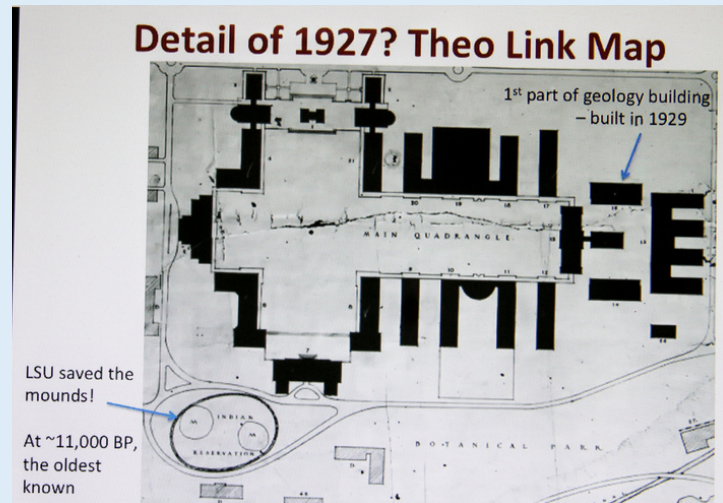 Detail of 1927? Theo Link Map
1st part of geology building
– built in 1929
MAIN QUADRANGLE
LSU saved the
mounds!
At ~11,000 BP,
the oldest
known
INDIAN
RESERVATION
BOTANICAL PARK